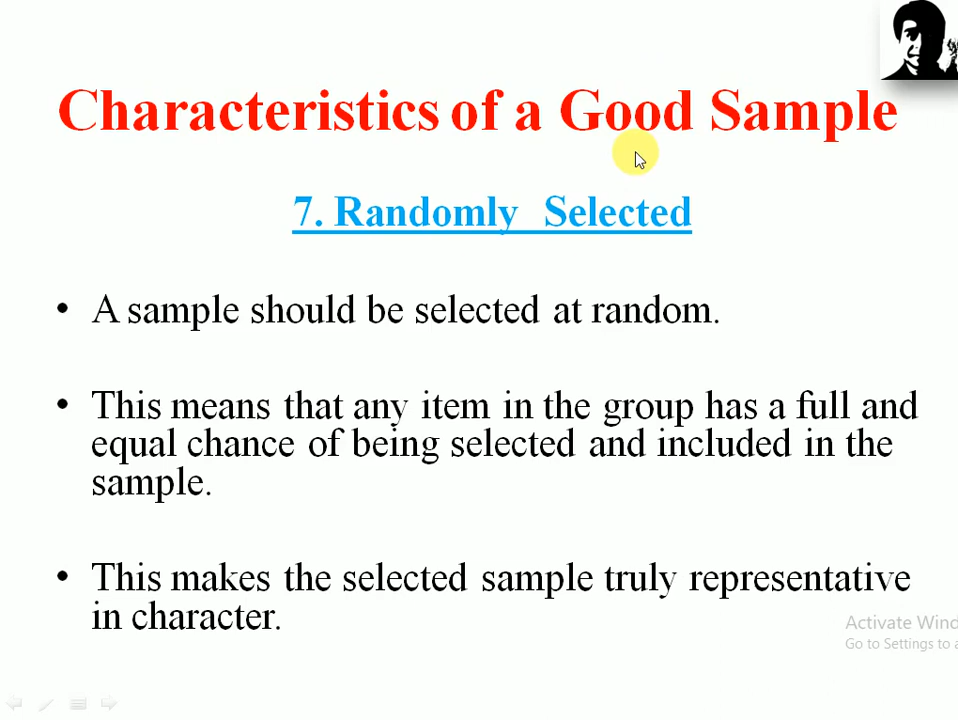 Characteristics of a Good Sample
7. Randomly Selected
• A sample should be selected at random.
• This means that any item in the group has a full and
equal chance of being selected and included in the
sample.
• This makes the selected sample truly representative
in character.
Activate Wind
Go to Settings to a